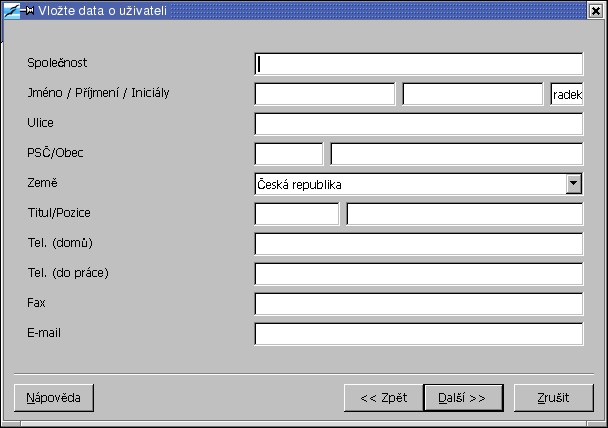 Vložte data o uživateli
Společnost
Jméno / Příjmení / Iniciály radek
Ulice
PSČ/Obec
Země Česká republika
Titul/Pozice
Tel. (domů)
Tel. (do práce)
Fax
E-mail
Nápověda << Zpět Další >> Zrušit